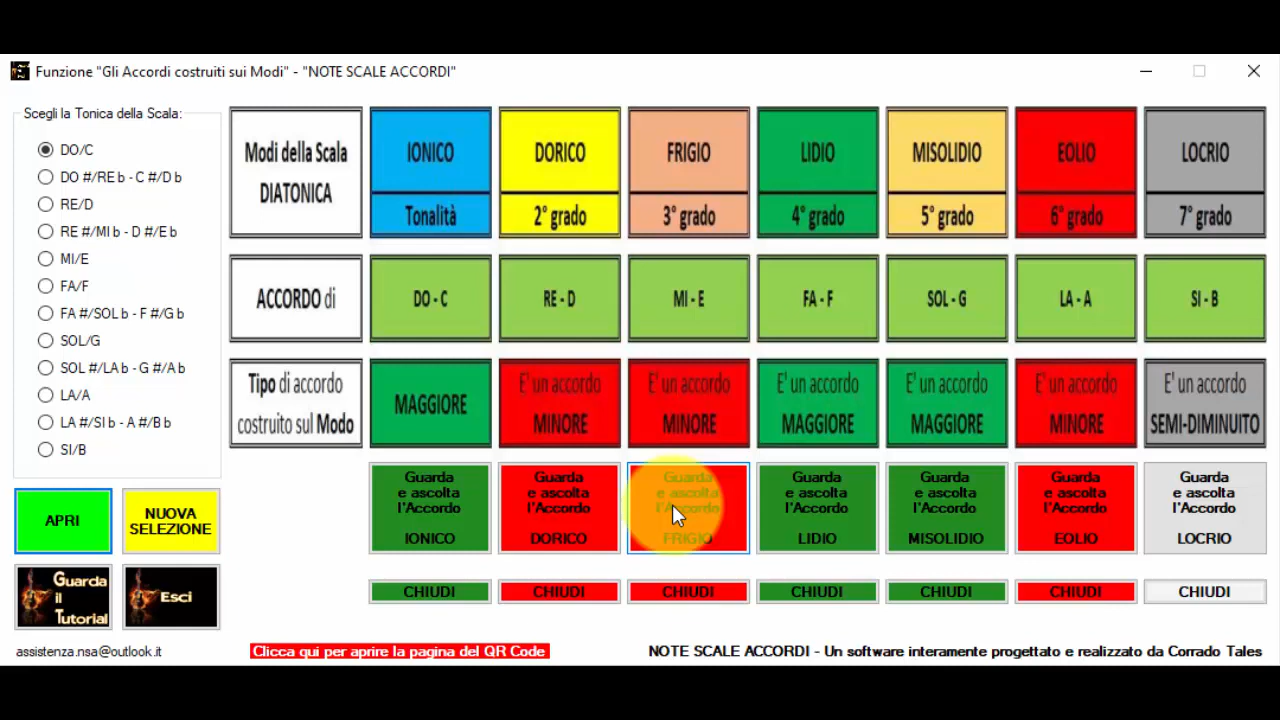 Funzione "Gli Accordi costruiti sui Modi" - "NOTE SCALE ACCORDI"
Scegli la Tonica della Scala:
DO/C
DO #/RE b - C #/D b
RE/D
RE #/MI b - D #/E b
MI/E
FA/F
FA #/SOL b - F #/G b
SOL/G
SOL #/LA b - G #/A b
LA/A
LA #/SI b - A #/B b
SI/B
APRI
NUOVA
SELEZIONE
Guarda
il
Tutorial
Esci
assistenza.nsa@outlook.it
Modi della Scala
DIATONICA
IONICO
Tonalità
DORICO
2° grado
FRIGIO
3° grado
LIDIO
4° grado
MISOLIDIO
5° grado
EOLIO
6° grado
LOCRIO
7° grado
ACCORDO di
DO - C
RE - D
MI - E
FA - F
SOL - G
LA - A
SI - B
Tipo di accordo
costruito sul Modo
MAGGIORE
E' un accordo
MINORE
E' un accordo
MINORE
E' un accordo
MAGGIORE
E' un accordo
MAGGIORE
E' un accordo
MINORE
E' un accordo
SEMI-DIMINUITO
Guarda
e ascolta
l'Accordo
IONICO
Guarda
e ascolta
l'Accordo
DORICO
Guarda
e ascolta
l'Accordo
FRIGIO
Guarda
e ascolta
l'Accordo
LIDIO
Guarda
e ascolta
l'Accordo
MISOLIDIO
Guarda
e ascolta
l'Accordo
EOLIO
Guarda
e ascolta
l'Accordo
LOCRIO
CHIUDI
CHIUDI
CHIUDI
CHIUDI
CHIUDI
CHIUDI
CHIUDI
Clicca qui per aprire la pagina del QR Code
NOTE SCALE ACCORDI - Un software interamente progettato e realizzato da Corrado Tales